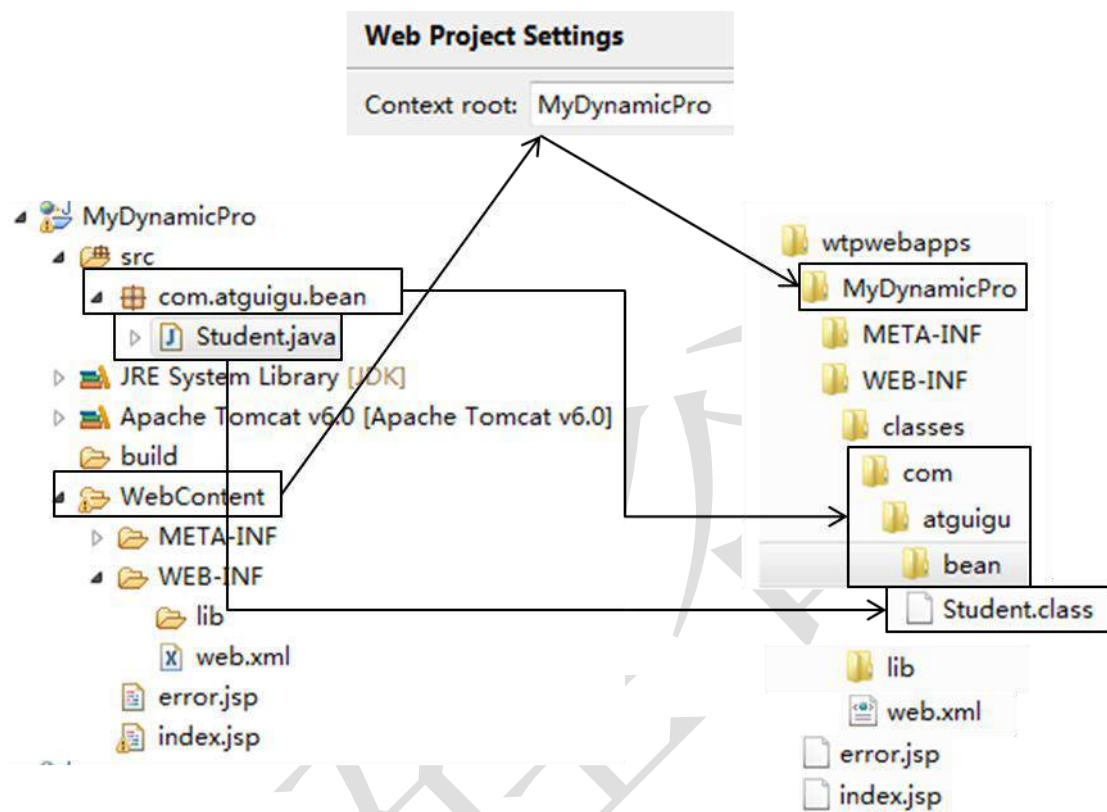 Web Project Settings
Context root: MyDynamicPro
MyDynamicPro
src
com.atguigu.bean
Student.java
JRE System Library [JDK]
Apache Tomcat v6.0 [Apache Tomcat v6.0]
build
WebContent
META-INF
WEB-INF
lib
web.xml
error.jsp
index.jsp
wtpwebapps
MyDynamicPro
META-INF
WEB-INF
classes
com
atguigu
bean
Student.class
lib
web.xml
error.jsp
index.jsp